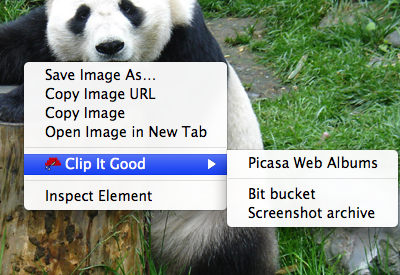 Save Image As...
Copy Image URL
Copy Image
Open Image in New Tab
Clip It Good
Inspect Element
Picasa Web Albums
Bit bucket
Screenshot archive